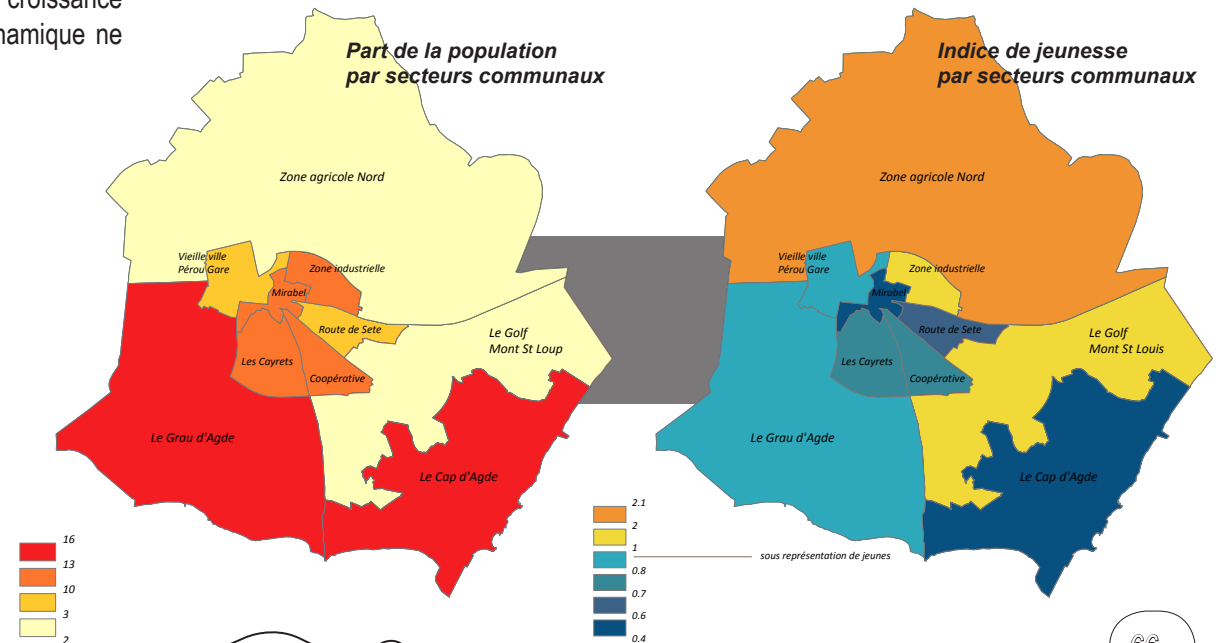 croissance
namique ne
Part de la population
par secteurs communaux
Zone agricole Nord
Vieille ville
Pérou Gare
Zone industrielle
Mirabel
Route de Sete
Le Golf
Mont St Loup
Les Cayrets
Coopérative
Le Grau d'Agde
Le Cap d'Agde
16
13
10
3
2
Indice de jeunesse
par secteurs communaux
Zone agricole Nord
Vieille ville
Pérou Gare
Zone industrielle
Mirabel
Route de Sete
Le Golf
Mont St Louis
Les Cayrets
Coopérative
Le Grau d'Agde
Le Cap d'Agde
2.1
2
1
sous représentation de jeunes
0.8
0.7
0.6
0.4